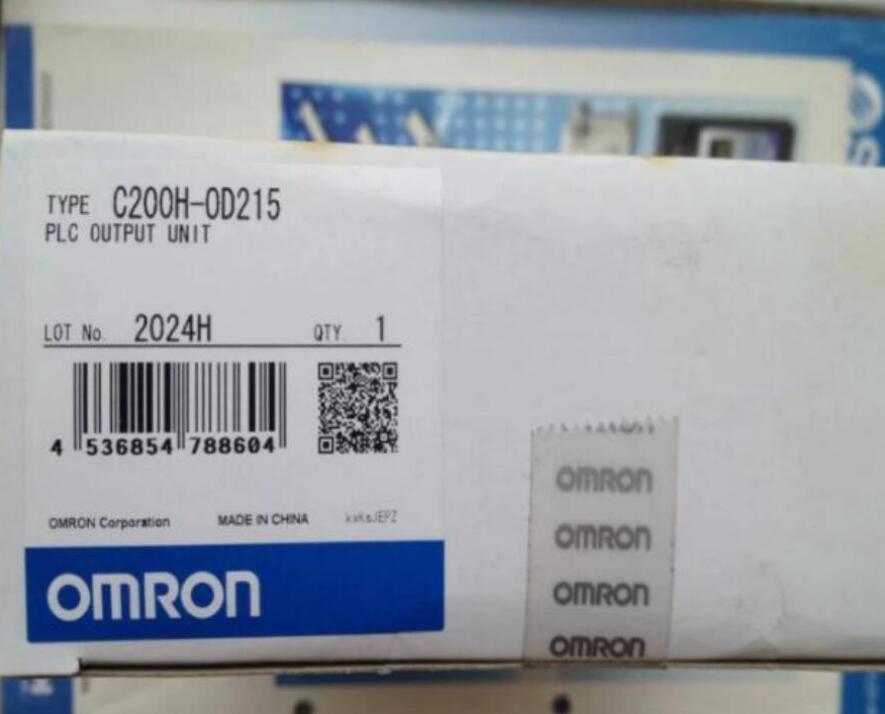 TYPE C200H-OD215
PLC OUTPUT UNIT
LOT No. 2024H QTY. 1
4 536854 788604
OMRON Corporation MADE IN CHINA kxKsJEPZ
OMRON
OMRON
OMRON
OMRON
OMRON